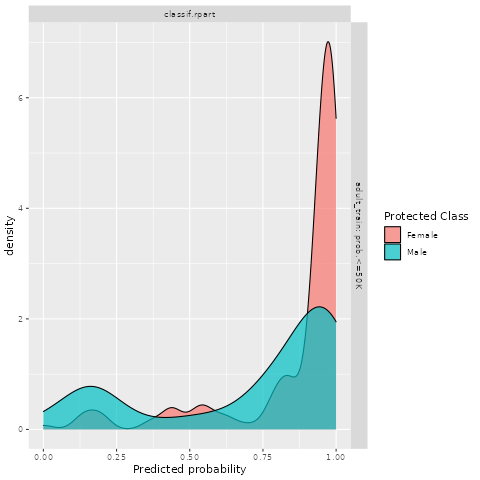 classif.rpart
adult_train: prob.<=50K
density
6
4
2
0
0.00
0.25
0.50
0.75
1.00
Predicted probability
Protected Class
Female
Male